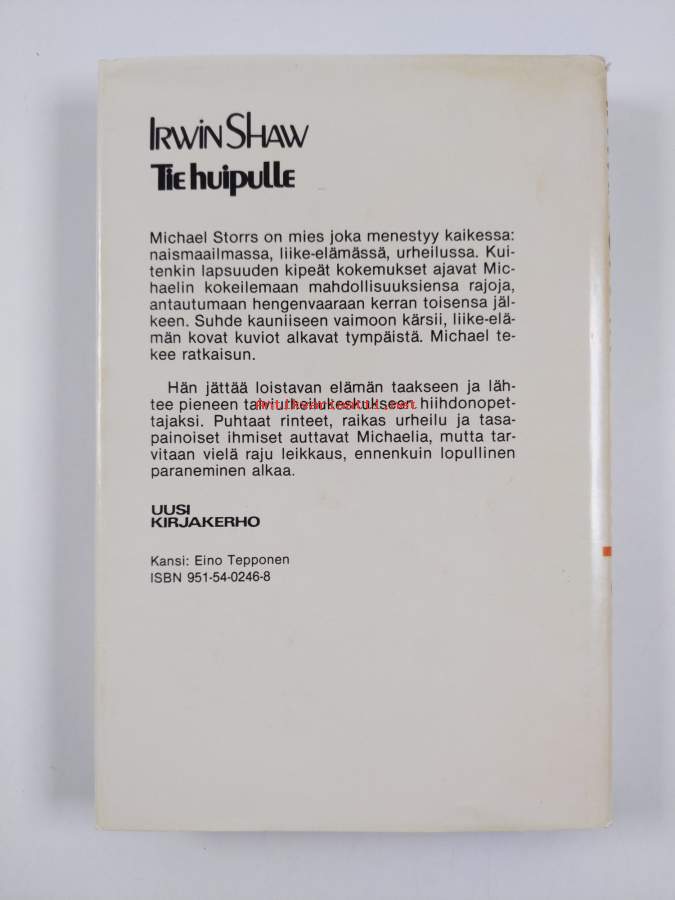 IRWIN SHAW
Tie huipulle
Michael Storrs on mies joka menestyy kaikessa:
naismaailmassa, liike-elämässä, urheilussa. Kui-
tenkin lapsuuden kipeät kokemukset ajavat Mic-
haelin kokeilemaan mahdollisuuksiensa rajoja,
antautumaan hengenvaaraan kerran toisensa jäl-
keen. Suhde kauniiseen vaimoon kärsii, liike-elä-
män kovat kuviot alkavat tympäistä. Michael te-
kee ratkaisun.
Hän jättää loistavan elämän taakseen ja läh-
tee pieneen talviurheilukeskukseen hiihdonopet-
tajaksi. Puhtaat rinteet, raikas urheilu ja tasa-
painoiset ihmiset auttavat Michaelia, mutta tar-
vitaan vielä raju leikkaus, ennenkuin lopullinen
paraneminen alkaa.
UUSI
KIRJAKERHO
Kansi: Eino Tepponen
ISBN 951-54-0246-8